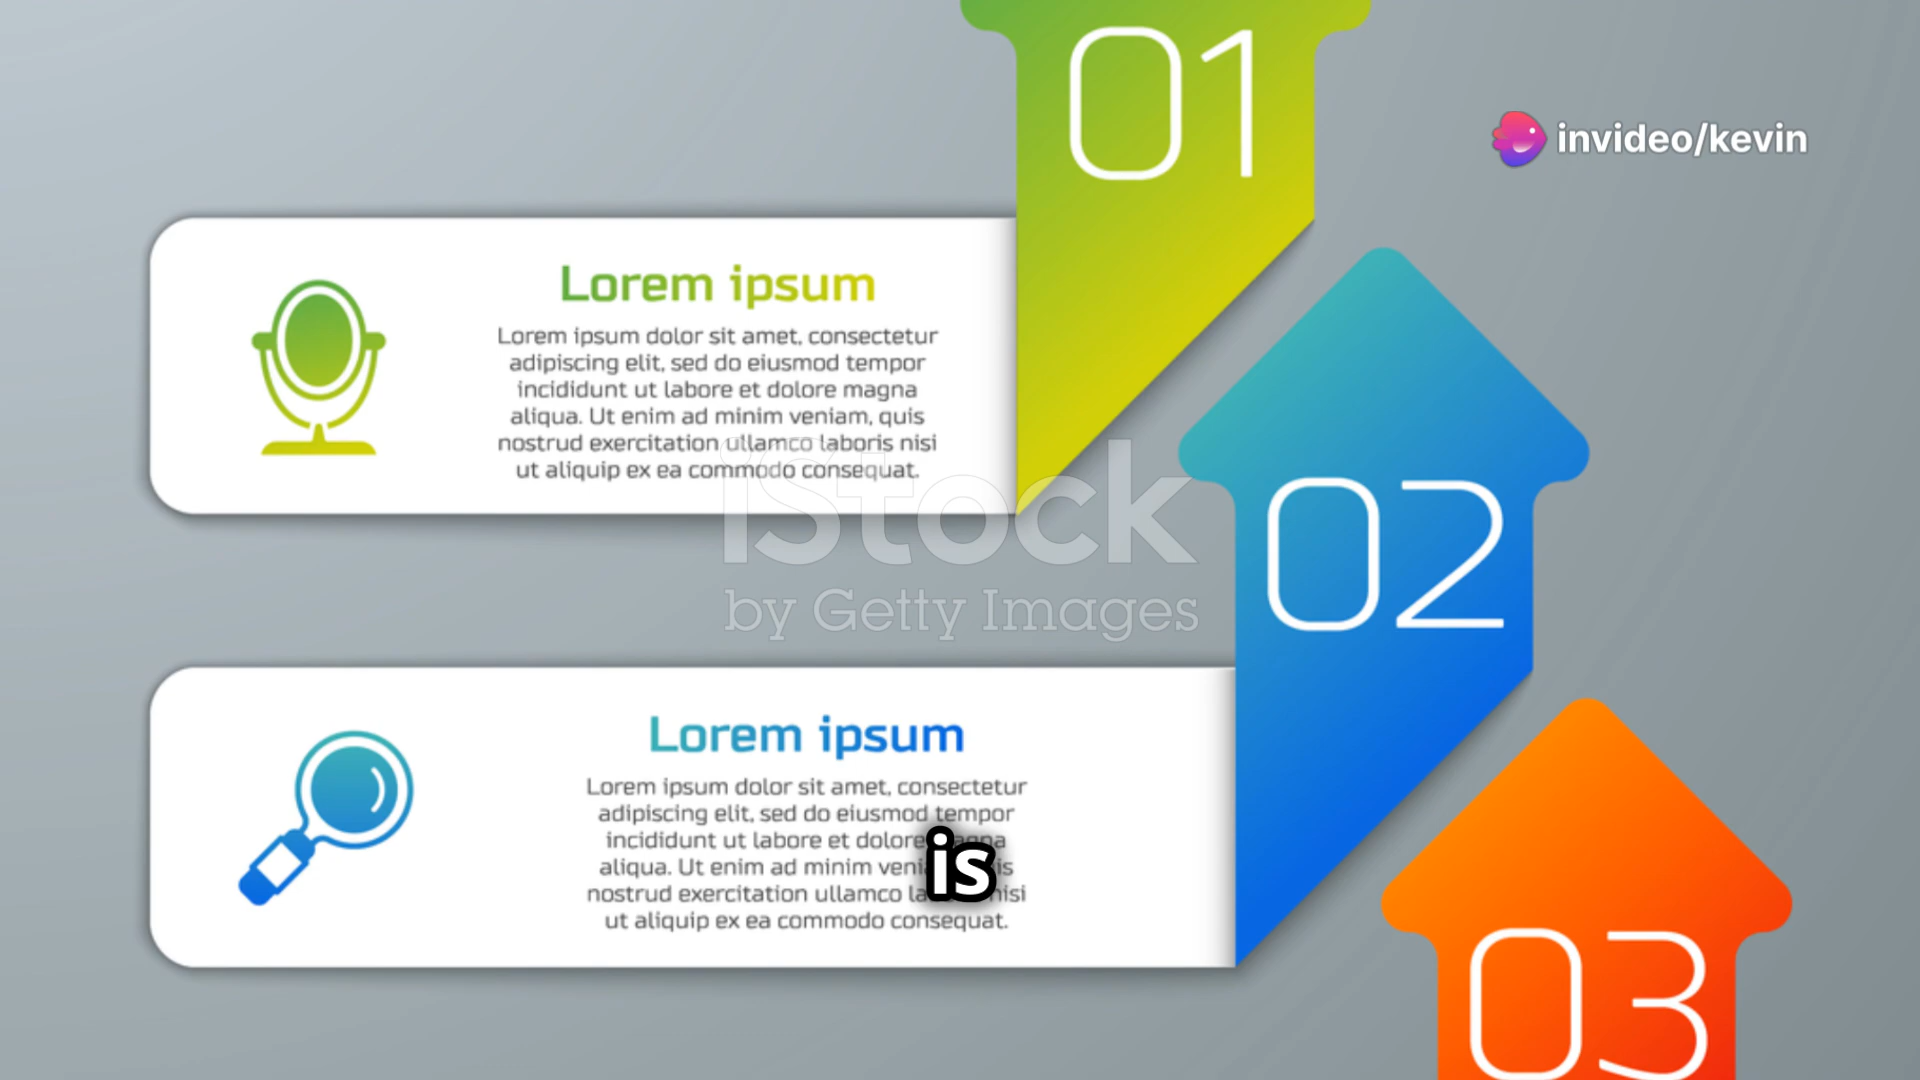 01
invideo/kevin
Lorem ipsum
Lorem ipsum dolor sit amet, consectetur
adipiscing elit, sed do eiusmod tempor
incididunt ut labore et dolore magna
aliqua. Ut enim ad minim veniam, quis
nostrud exercitation ullamco laboris nisi
ut aliquip ex ea commodo consequat.
iStock
by Getty Images
02
Lorem ipsum
Lorem ipsum dolor sit amet, consectetur
adipiscing elit, sed do eiusmod tempor
incididunt ut labore et dolore
aliqua. Ut enim ad minim
nostrud exercitation ullamco nisi
ut aliquip ex ea commodo consequat.
is
03